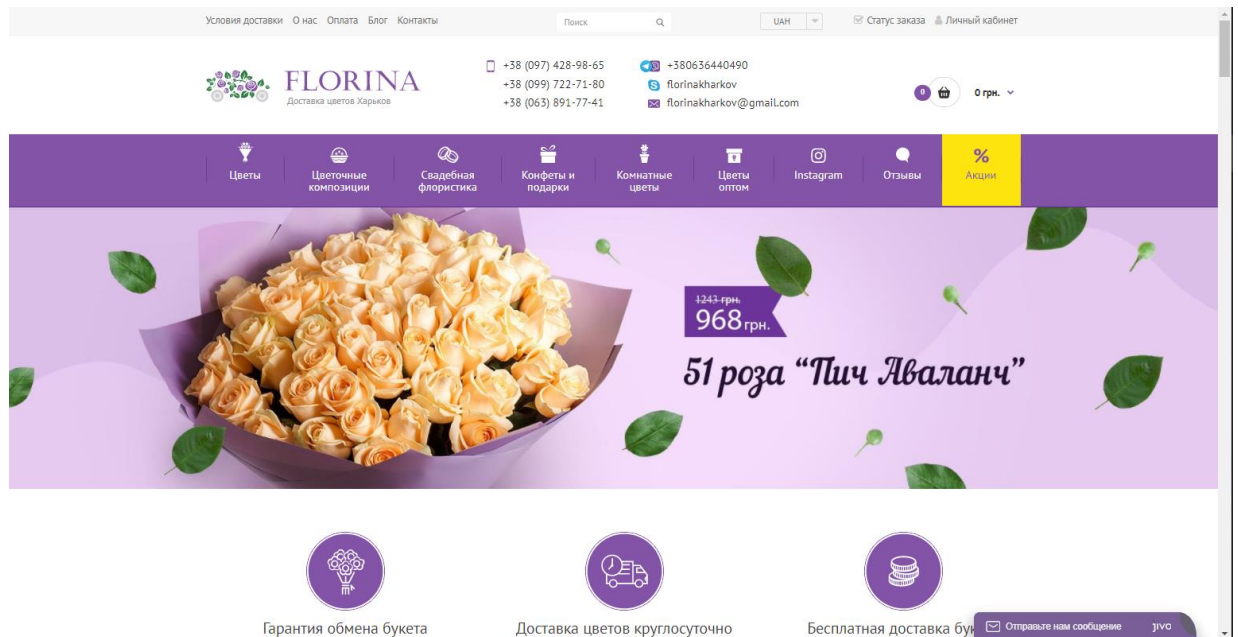 Условия доставки О нас Оплата Блог Контакты
Поиск
UAH
Статус заказа Личный кабинет
FLORINA
Доставка цветов Харьков
+38 (097) 428-98-65
+38 (099) 722-71-80
+38 (063) 891-77-41
+380636440490
florinakharkov
florinakharkov@gmail.com
0
0 грн.
Цветы
Цветочные
композиции
Свадебная
флористика
Конфеты и
подарки
Комнатные
цветы
Цветы
оптом
Instagram
Отзывы
%
Акции
1243 грн.
968 грн.
51 роза “Пич Аваланч”
Гарантия обмена букета
Доставка цветов круглосуточно
Бесплатная доставка
Отправьте нам сообщение
jivo